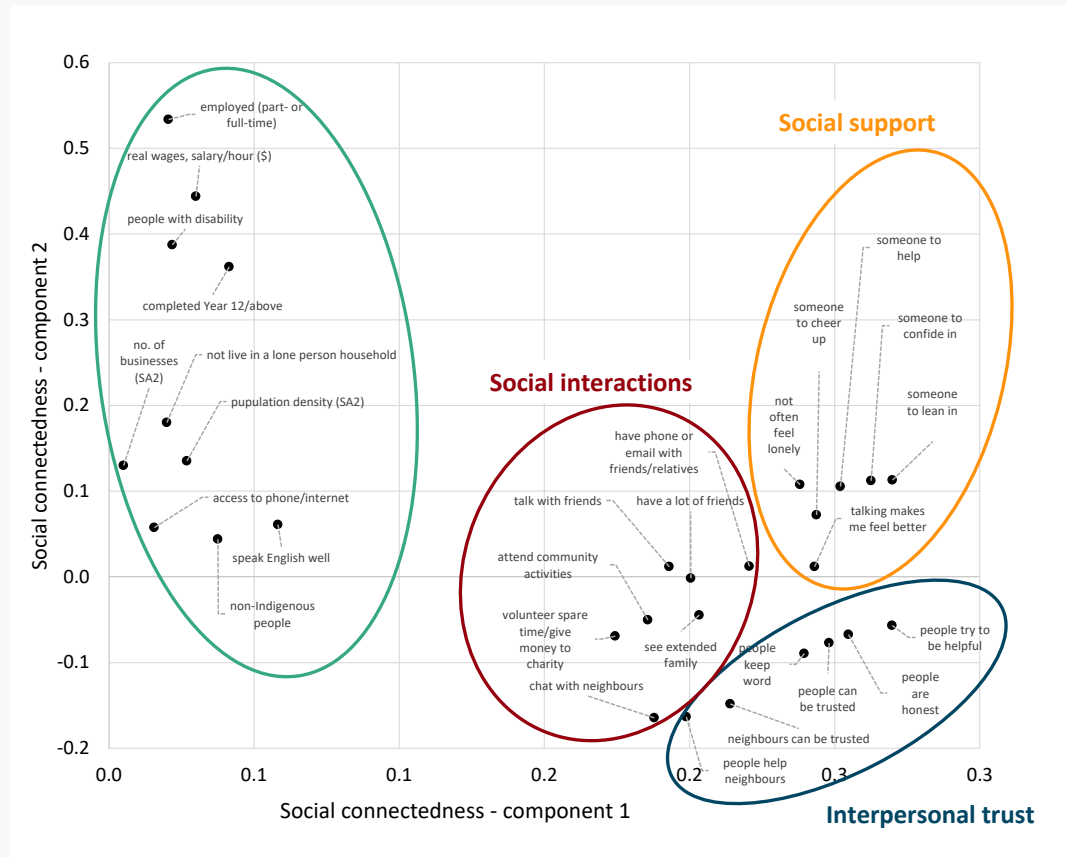 0.6
0.5
0.4
0.3
0.2
0.1
0.0
-0.1
-0.2
Social connectedness - component 2
employed (part- or
full-time)
real wages, salary/hour ($)
people with disability
completed Year 12/above
no. of
businesses
(SA2)
not live in a lone person household
pupulation density (SA2)
access to phone/internet
speak English well
non-Indigenous
people
Social interactions
have phone or
email with
friends/relatives
talk with friends
have a lot of friends
attend community
activities
volunteer spare
time/give
money to
charity
see extended
family
chat with neighbours
Social support
someone to
help
someone
to cheer
up
someone to
confide in
not
often
feel
lonely
someone
to lean in
talking makes
me feel better
people
keep
word
people can
be trusted
people
are
honest
people try to
be helpful
neighbours can be trusted
people help
neighbours
Interpersonal trust
0.0
0.1
0.1
0.2
0.2
0.3
0.3
Social connectedness - component 1